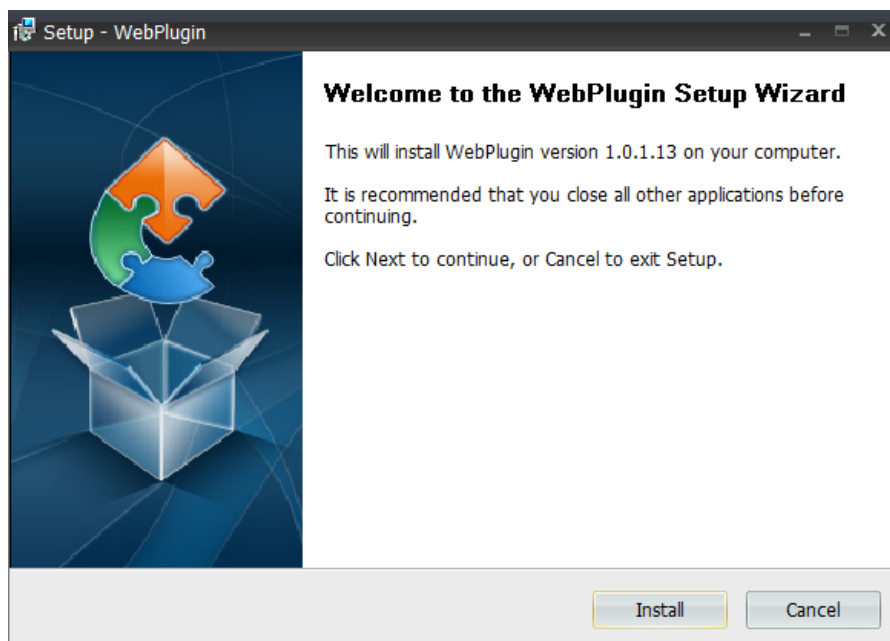 Setup - WebPlugin
Welcome to the WebPlugin Setup Wizard
This will install WebPlugin version 1.0.1.13 on your computer.
It is recommended that you close all other applications before
continuing.
Click Next to continue, or Cancel to exit Setup.
Install
Cancel